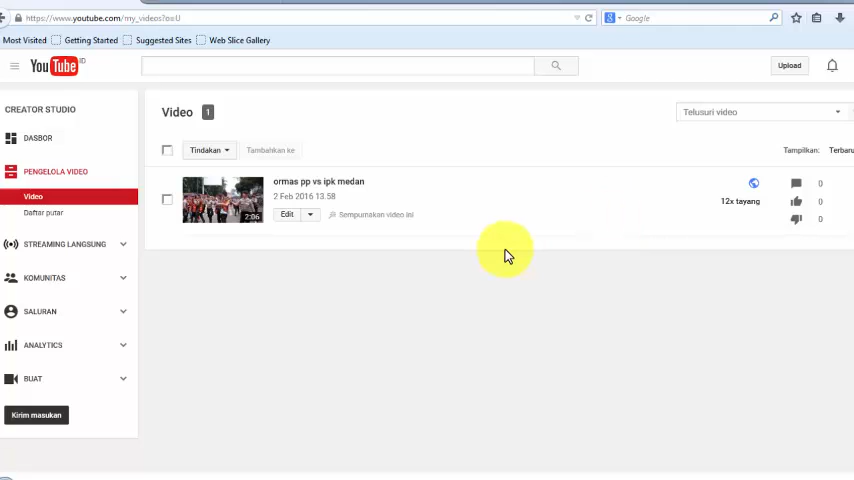 https://www.youtube.com/my_videos?o=U
Google
Most Visited Getting Started Suggested Sites Web Slice Gallery
YouTube ID
Upload
CREATOR STUDIO
Video 1
Telusuri video
DASBOR
Tindakan
Tambahkan ke
Tampilkan:
Terbaru
PENGELOLA VIDEO
Video
Daftar putar
ormas pp vs ipk medan
2 Feb 2016 13.58
Edit
Sempurnakan video ini
2:06
12x tayang
0
0
0
STREAMING LANGSUNG
KOMUNITAS
SALURAN
ANALYTICS
BUAT
Kirim masukan